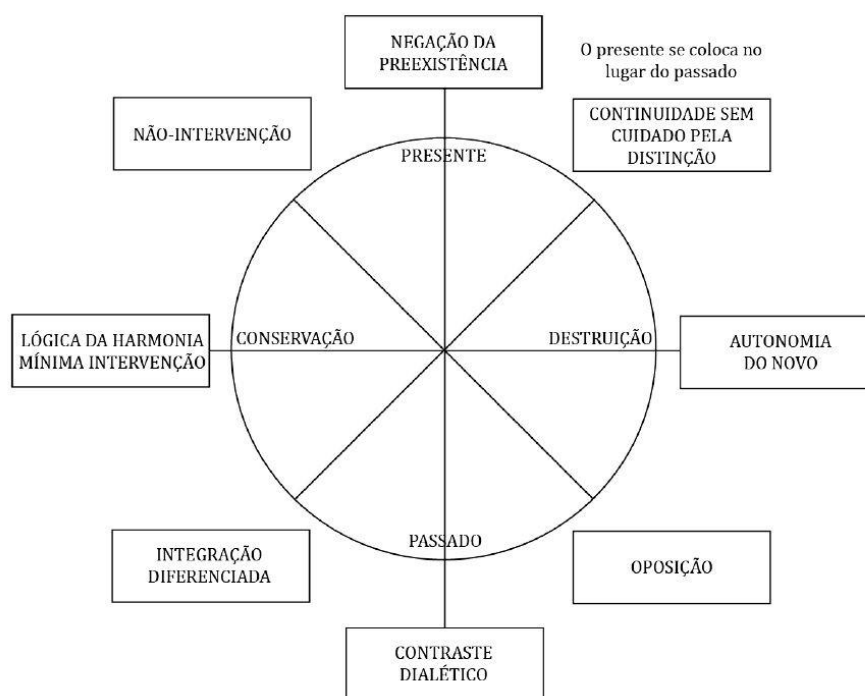 NEGAÇÃO DA
PREEXISTÊNCIA
O presente se coloca no
lugar do passado
NÃO-INTERVENÇÃO
CONTINUIDADE SEM
CUIDADO PELA
DISTINÇÃO
PRESENTE
LÓGICA DA HARMONIA
MÍNIMA INTERVENÇÃO
CONSERVAÇÃO
DESTRUIÇÃO
AUTONOMIA
DO NOVO
PASSADO
INTEGRAÇÃO
DIFERENCIADA
OPOSIÇÃO
CONTRASTE
DIALÉTICO